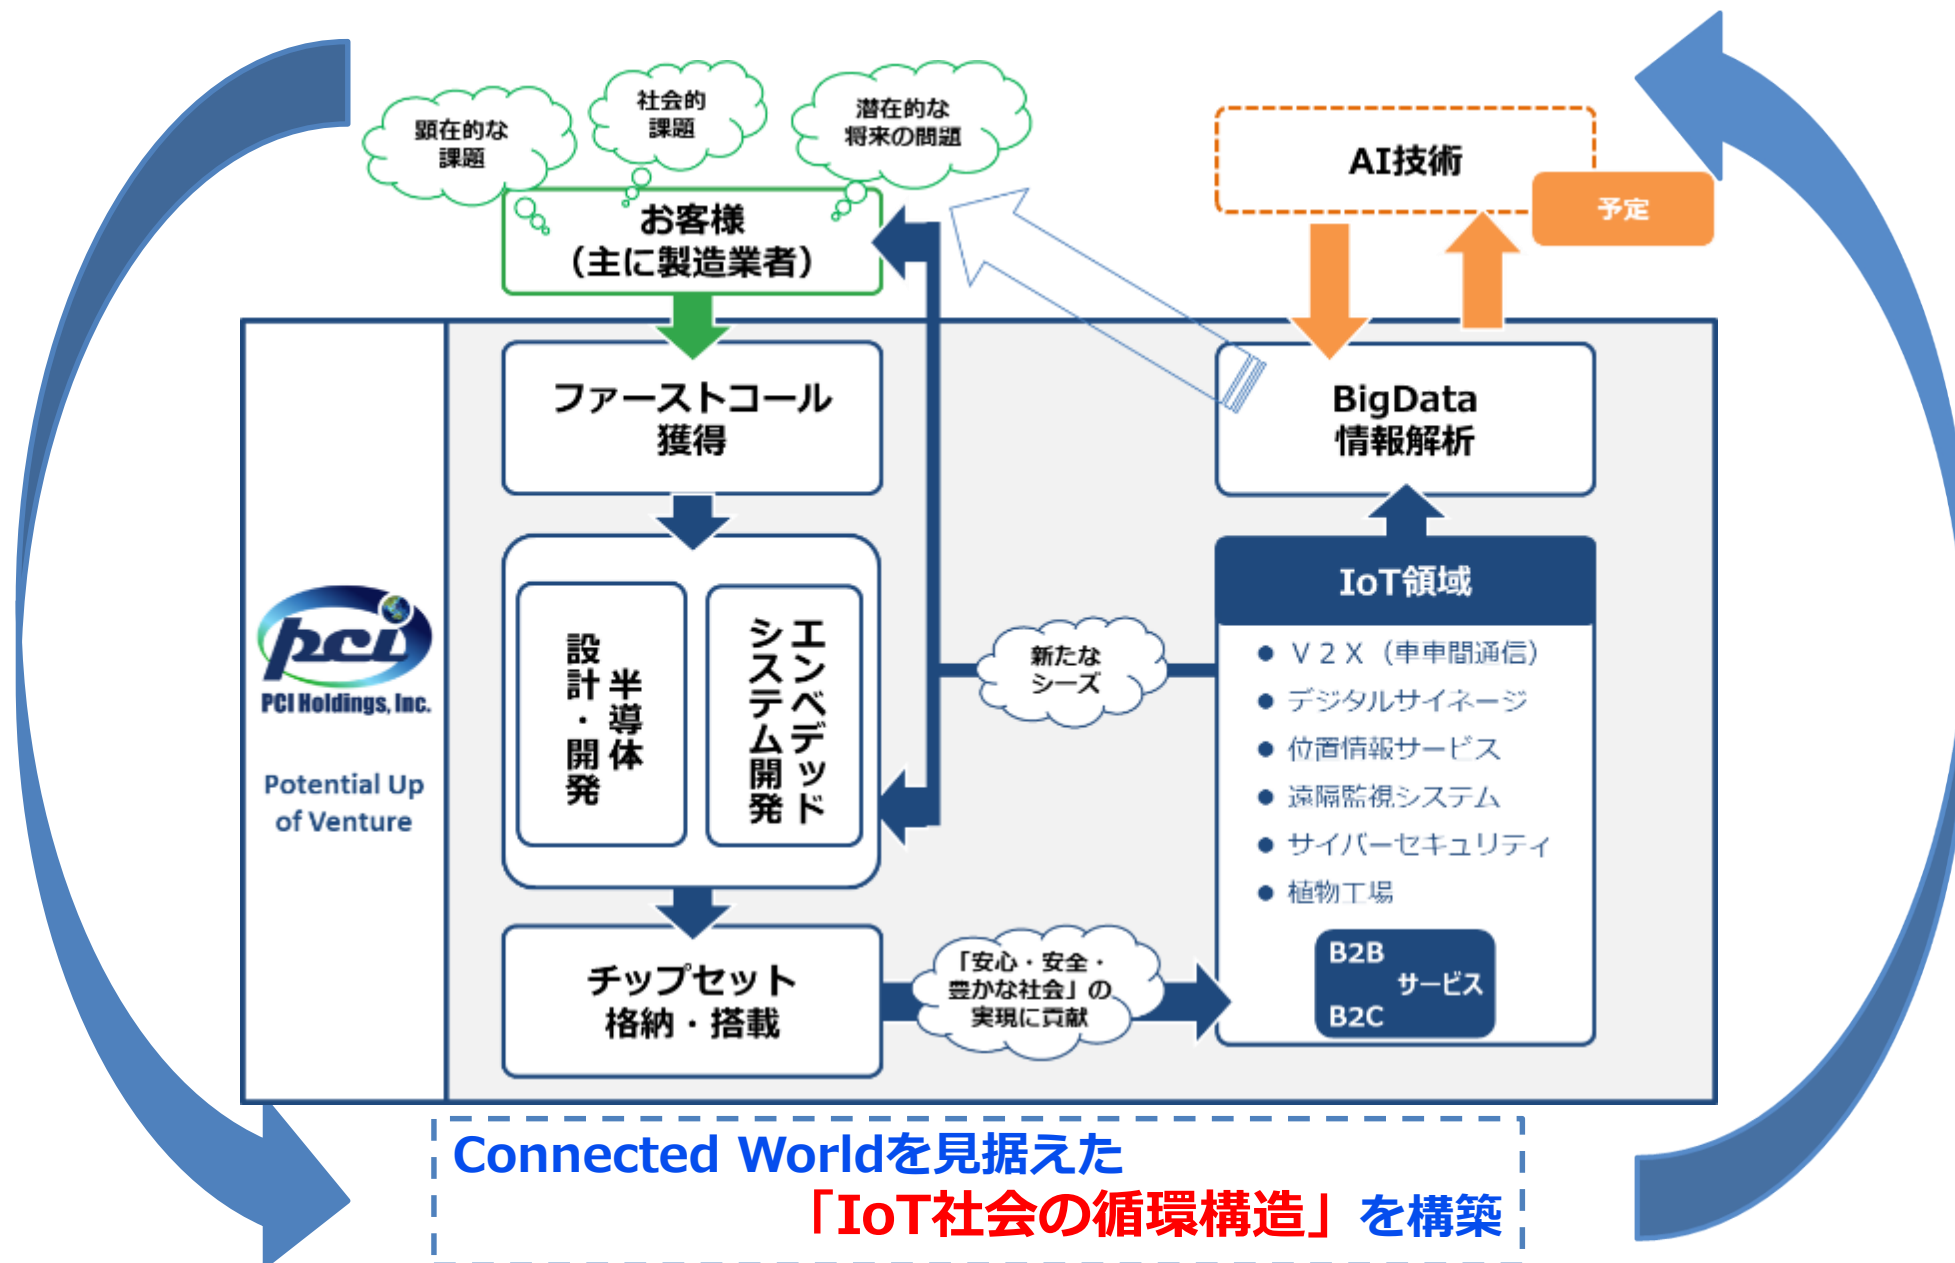 顕在的な
課題
社会的
課題
潜在的な
将来の問題
お客様
（主に製造業者）
AI技術
予定
ファーストコール
獲得
BigData
情報解析
半導体
設計・開発
エンベデッド
システム開発
新たな
シーズ
IoT領域
● Ｖ２Ｘ（車車間通信）
● デジタルサイネージ
● 位置情報サービス
● 遠隔監視システム
● サイバーセキュリティ
● 植物工場
B2B
サービス
B2C
チップセット
格納・搭載
「安心・安全・
豊かな社会」の
実現に貢献
pci
PCI Holdings, Inc.
Potential Up
of Venture
Connected Worldを見据えた
「IoT社会の循環構造」を構築